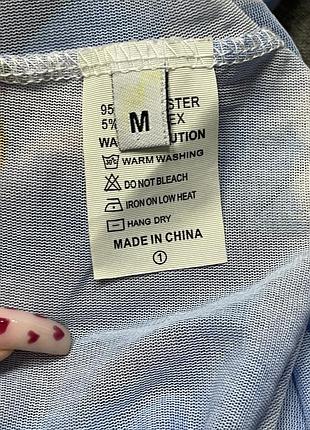 95
STER
5%
EX
M
WA
UTION
WARM WASHING
DO NOT BLEACH
IRON ON LOW HEAT
HANG DRY
MADE IN CHINA
1